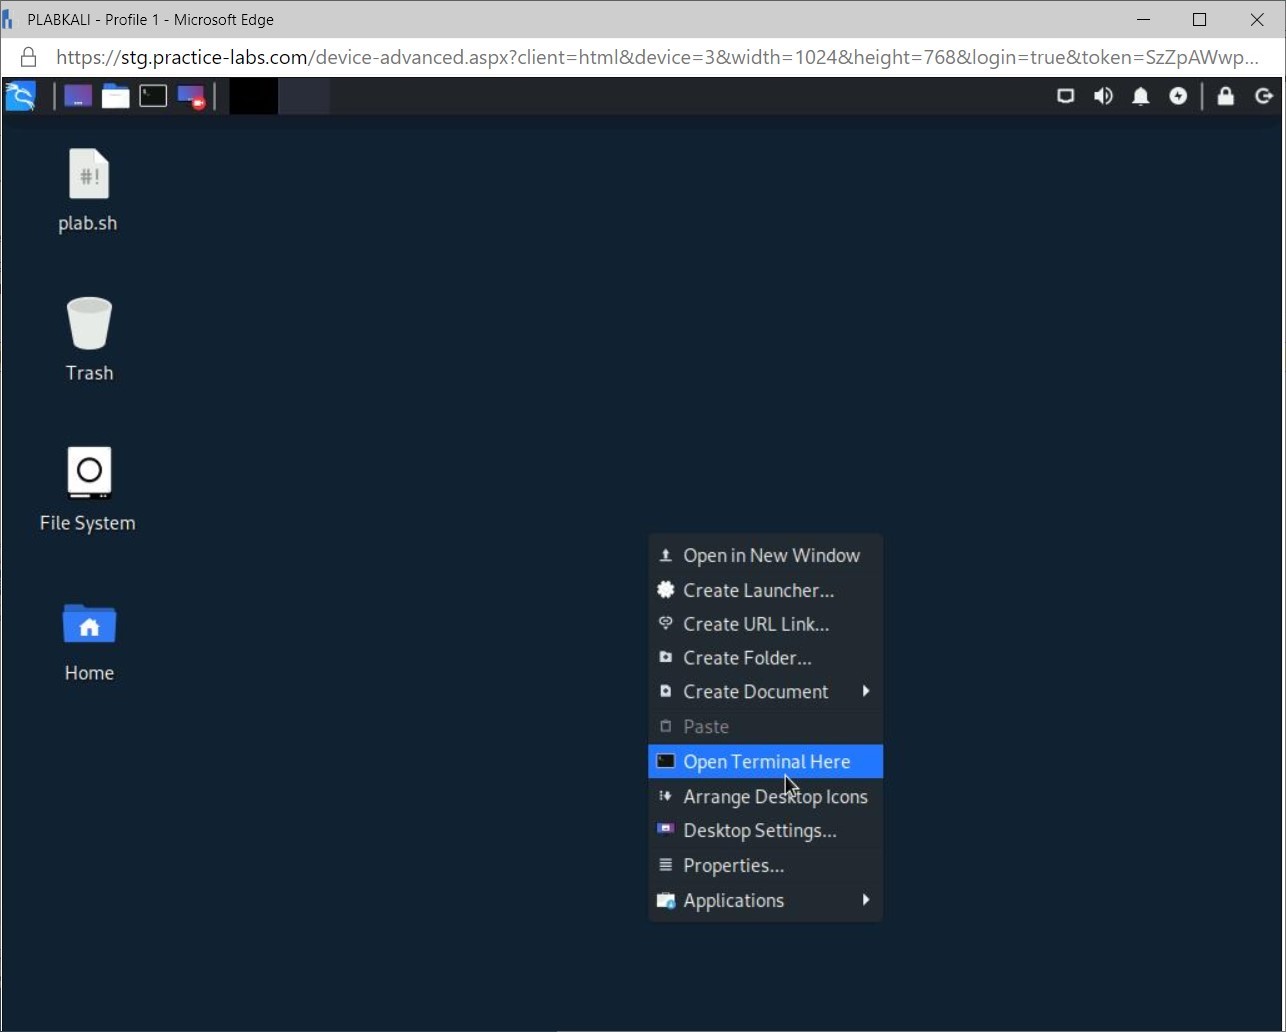 PLABKALI - Profile 1 - Microsoft Edge
https://stg.practice-labs.com/device-advanced.aspx?client=html&device=3&width=1024&height=768&login=true&token=SzZpAWwp...
#!
plab.sh
Trash
File System
Home
Open in New Window
Create Launcher...
Create URL Link...
Create Folder...
Create Document
Paste
Open Terminal Here
Arrange Desktop Icons
Desktop Settings...
Properties...
Applications